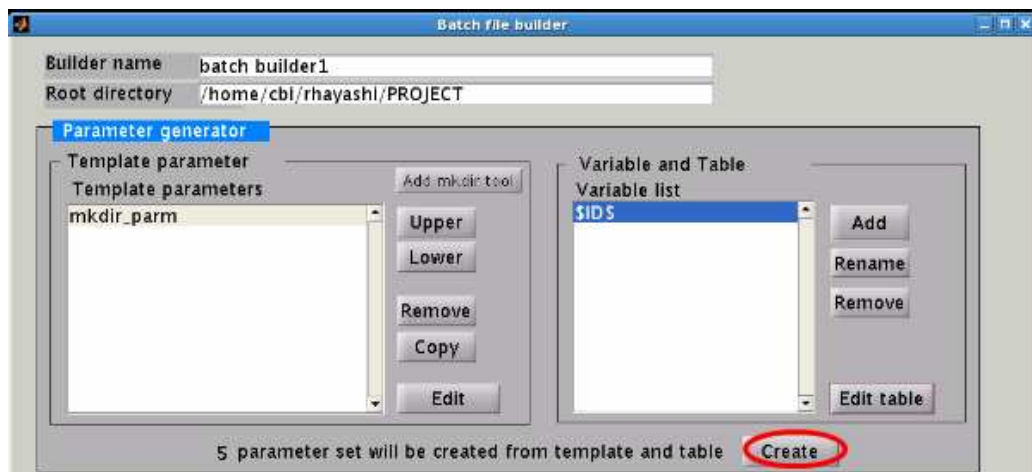 Batch file builder
Builder name batch builder1
Root directory /home/cbi/rhayashi/PROJECT
Parameter generator
Template parameter
Template parameters
Add mkdir tool
mkdir_parm
Upper
Lower
Remove
Copy
Edit
Variable and Table
Variable list
$ID$
Add
Rename
Remove
Edit table
5 parameter set will be created from template and table Create